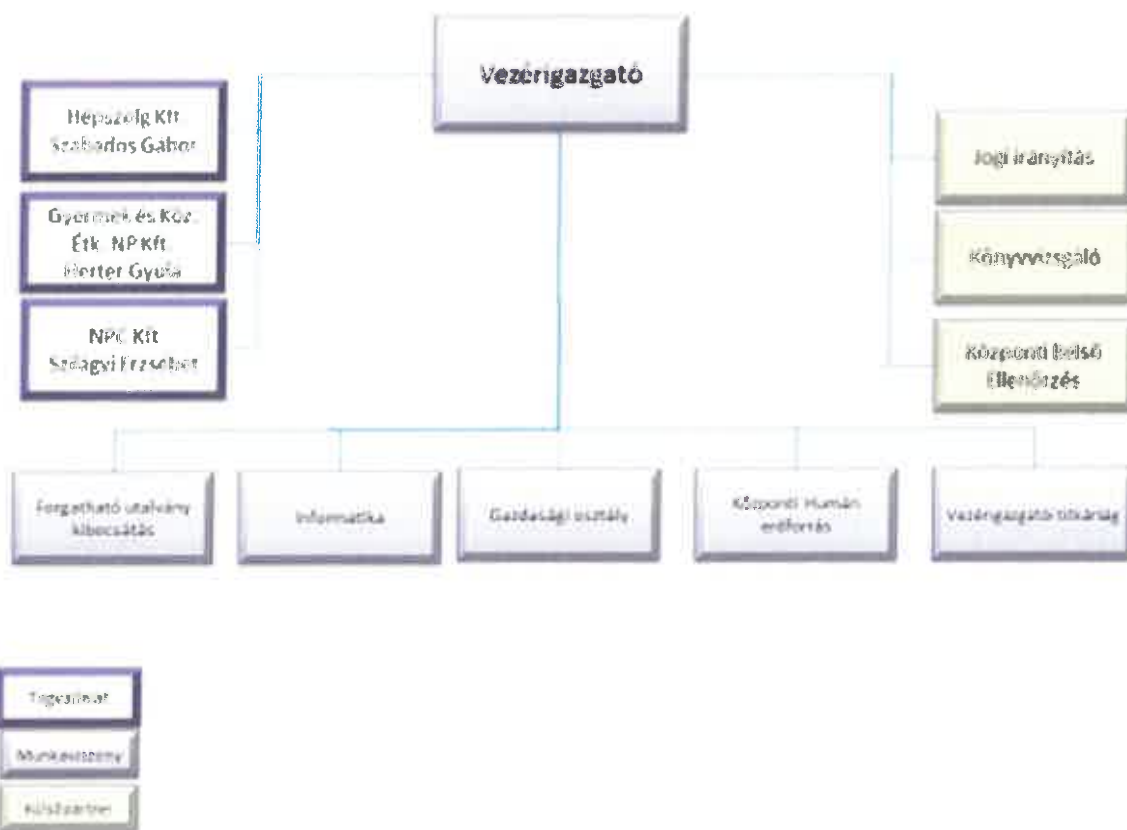 Vezérigazgató
Hépszolg Kft
Szabados Gábor
Gyermek és Köz.
Étk. NP Kft.
Herter Gyula
NPC Kft
Szilágyi Erzsébet
Jogi irányítás
Könyvvizsgáló
Központi Belső
Ellenőrzés
Forgatható utalvány
kibocsátás
Informatika
Gazdasági osztály
Központi Humán
erőforrás
Vezérigazgatói titkárság
Tagvállalat
Munkaviszony
Külső partner